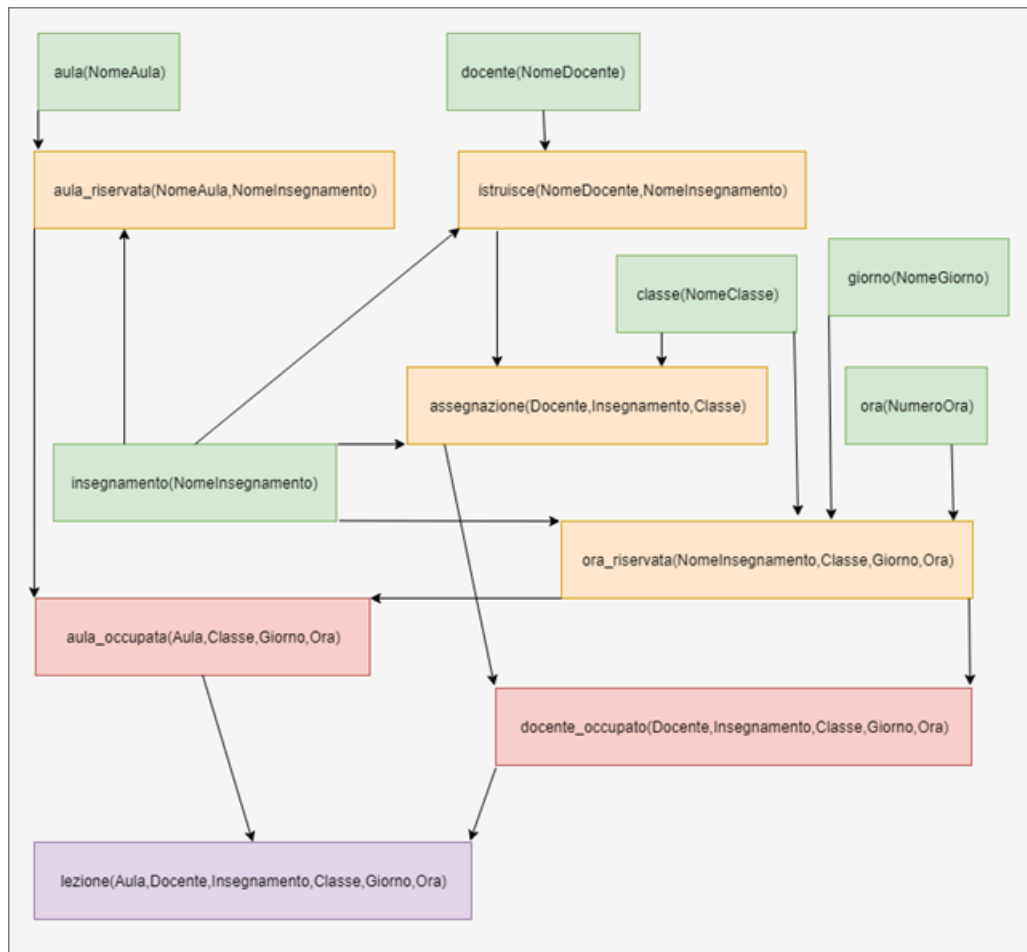 aula(NomeAula)
docente(NomeDocente)
aula_riservata(NomeAula,NomeInsegnamento)
istruisce(NomeDocente,NomeInsegnamento)
giorno(NomeGiorno)
classe(NomeClasse)
assegnazione(Docente,Insegnamento,Classe)
ora(NumeroOra)
insegnamento(NomeInsegnamento)
ora_riservata(NomeInsegnamento,Classe,Giorno,Ora)
aula_occupata(Aula,Classe,Giorno,Ora)
docente_occupato(Docente,Insegnamento,Classe,Giorno,Ora)
lezione(Aula,Docente,Insegnamento,Classe,Giorno,Ora)